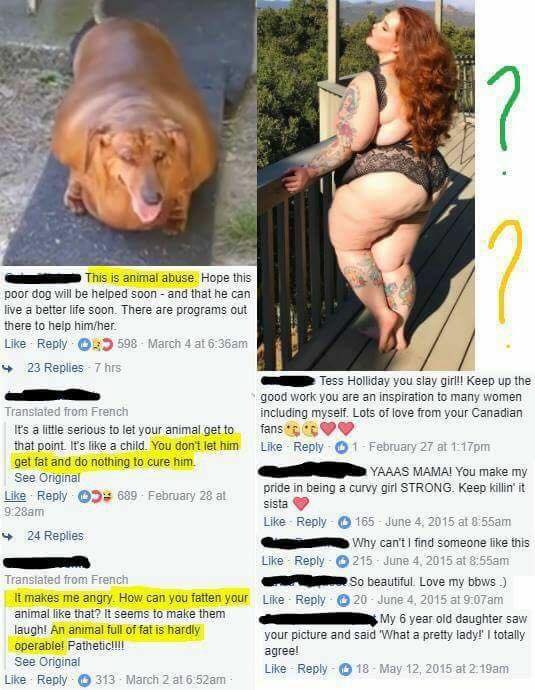 This is animal abuse. Hope this
poor dog will be helped soon - and that he can
live a better life soon. There are programs out
there to help him/her.
Like · Reply · 598 · March 4 at 6:36am
23 Replies · 7 hrs
Translated from French
It's a little serious to let your animal get to
that point. It's like a child. You don't let him
get fat and do nothing to cure him.
See Original
Like · Reply · 689 · February 28 at
9:28am
24 Replies
Translated from French
It makes me angry. How can you fatten your
animal like that? It seems to make them
laugh! An animal full of fat is hardly
operable! Pathetic!!!!
See Original
Like · Reply · 313 · March 2 at 6:52am ·
?
?
Tess Holliday you slay girl!! Keep up the
good work you are an inspiration to many women
including myself. Lots of love from your Canadian
fans😘😘❤❤
Like · Reply · 1 · February 27 at 1:17pm
YAAAS MAMA! You make my
pride in being a curvy girl STRONG. Keep killin' it
sista ❤
Like · Reply · 165 · June 4, 2015 at 8:55am
Why can't I find someone like this
Like · Reply · 215 · June 4, 2015 at 8:55am
So beautiful. Love my bbws .)
Like · Reply · 20 · June 4, 2015 at 9:07am
My 6 year old daughter saw
your picture and said 'What a pretty lady!' I totally
agree!
Like · Reply · 18 · May 12, 2015 at 2:19am